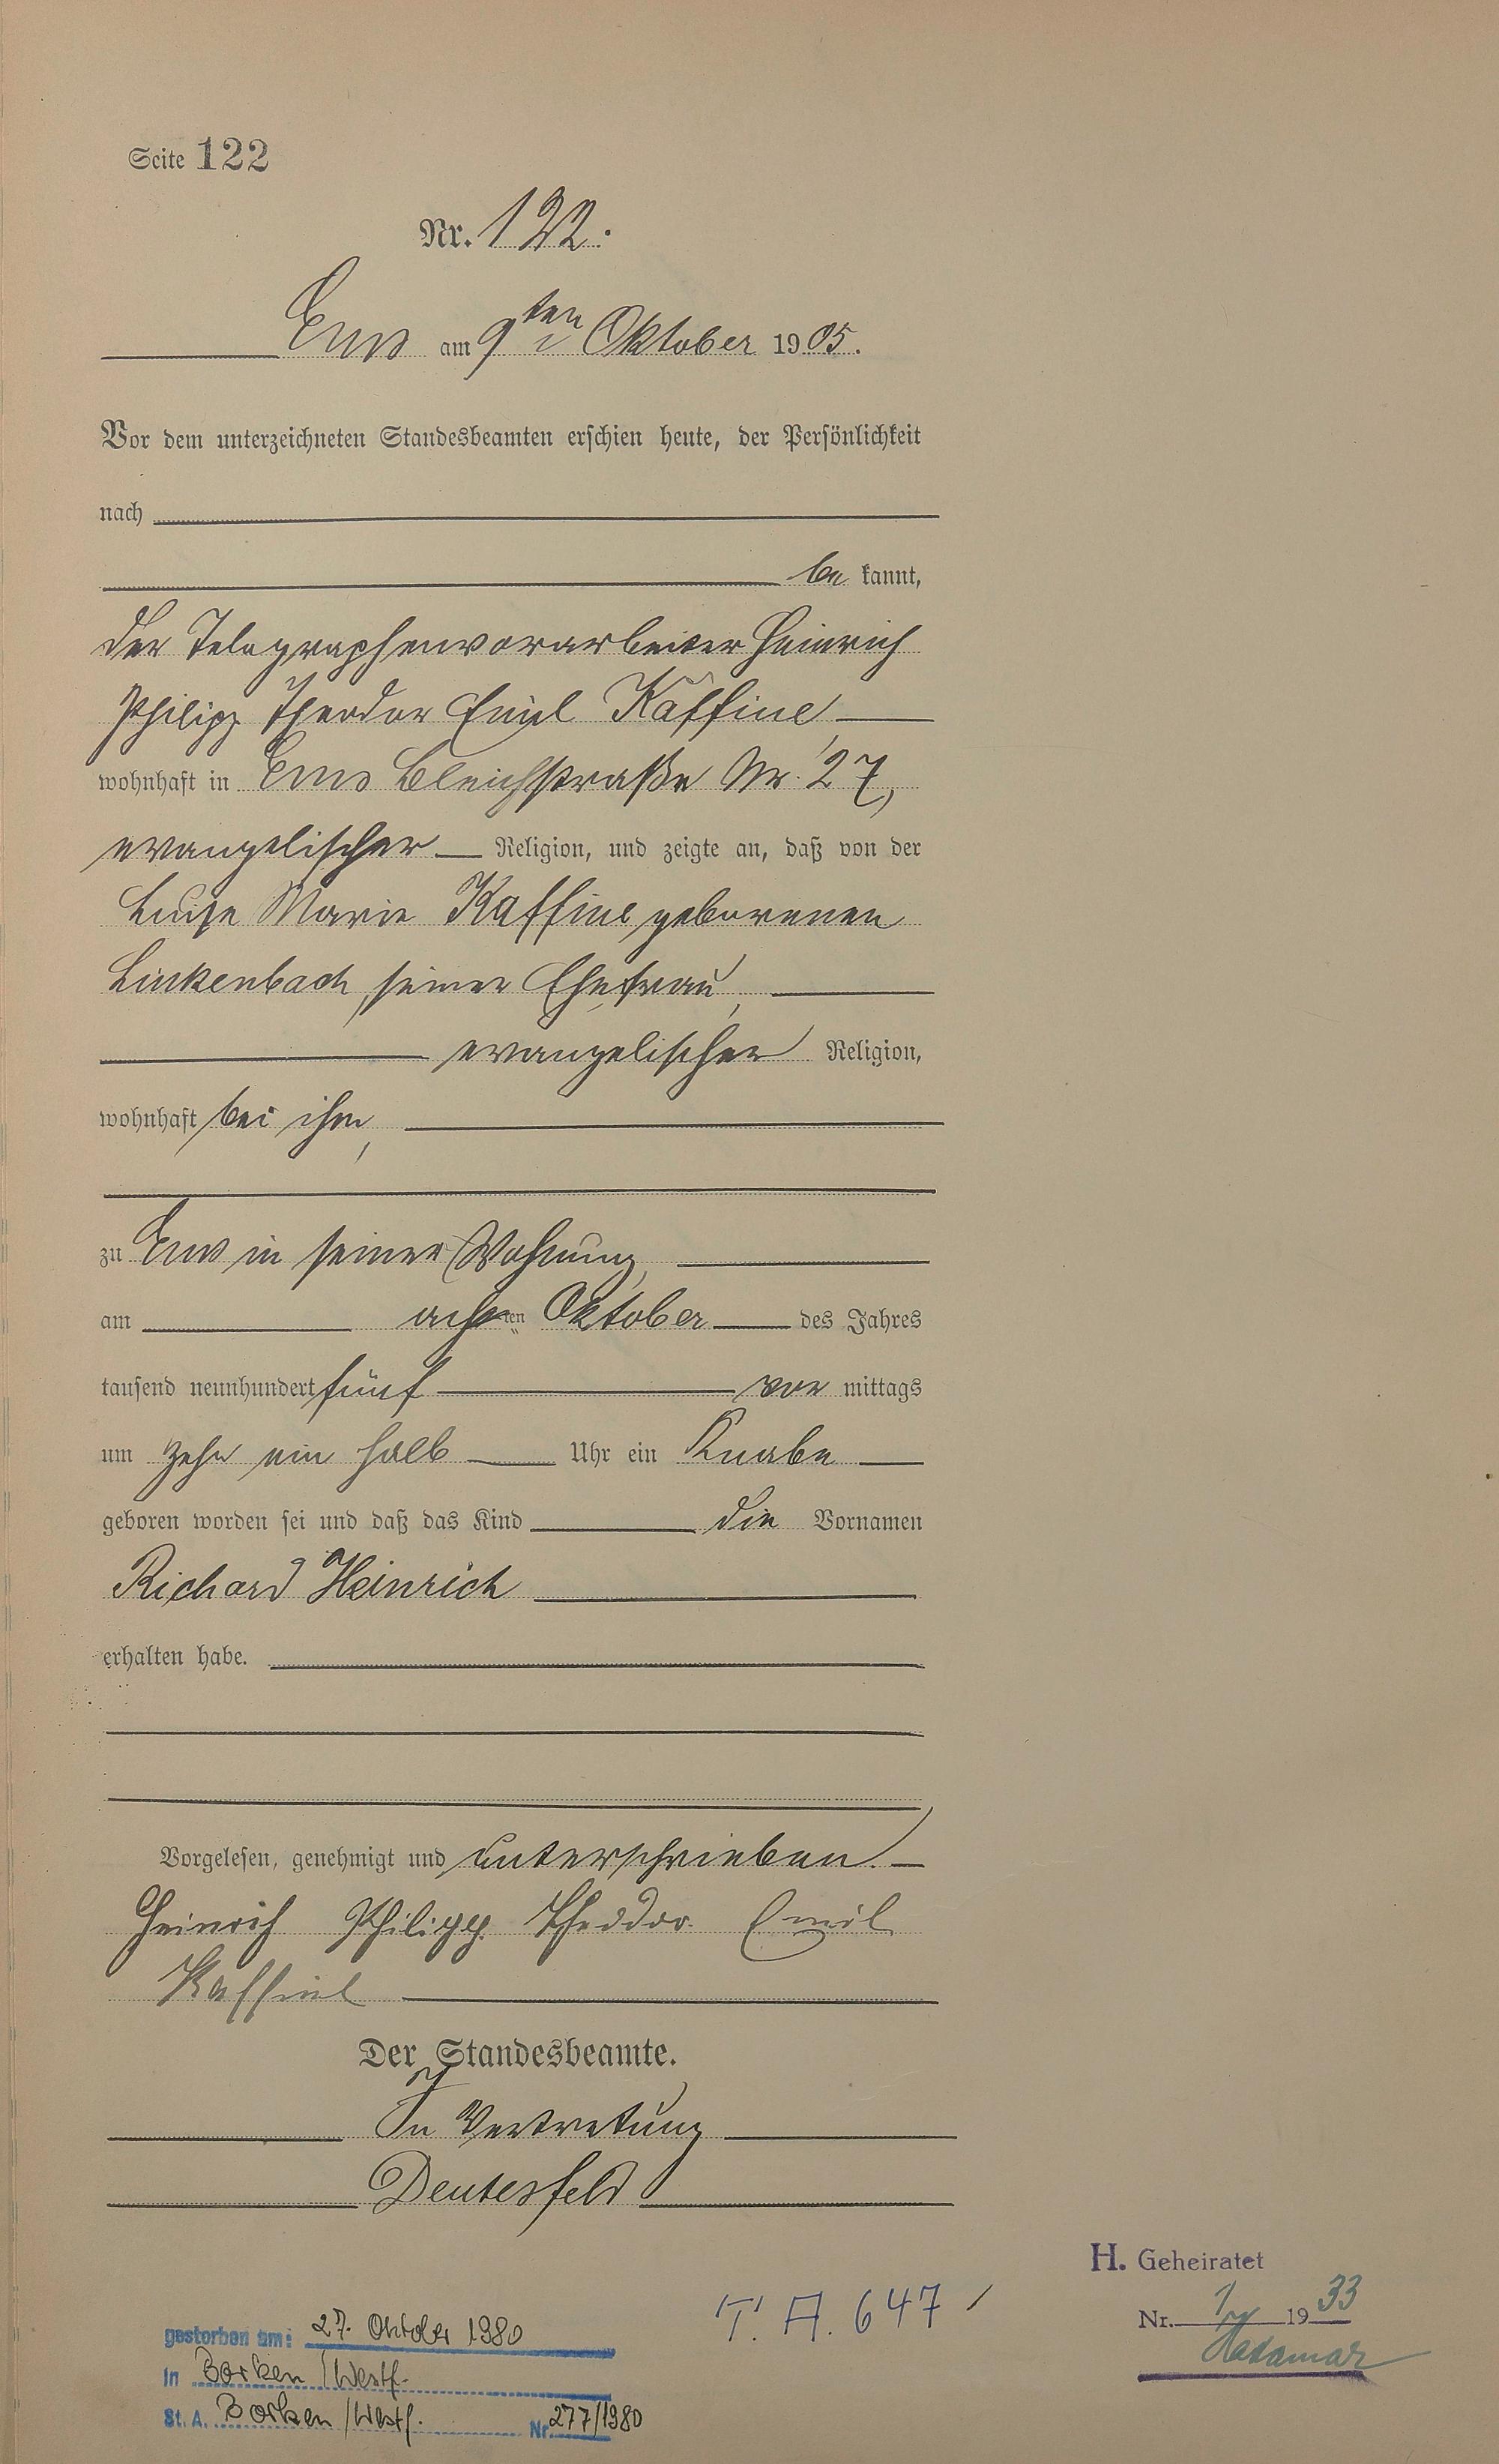 Seite 122
Nr. 122.
Ems am 9ten Oktober 1905.
Vor dem unterzeichneten Standesbeamten erschien heute, der Persönlichkeit
nach
be kannt,
der Telegraphenvorarbeiter Heinrich
Philipp Theodor Emil Kaffine,
wohnhaft in Ems Bleichstraße Nr. 27,
evangelischer Religion, und zeigte an, daß von der
Luise Marie Kaffine geborenen
Linkenbach, seiner Ehefrau,
evangelischer Religion,
wohnhaft bei ihm,
zu Ems in seiner Wohnung,
am achten Oktober des Jahres
tausend neunhundert fünf vor mittags
um zehn ein halb Uhr ein Knabe
geboren worden sei und daß das Kind die Vornamen
Richard Heinrich
erhalten habe.
Vorgelesen, genehmigt und unterschrieben.
Heinrich Philipp Theodor Emil
Kaffine
Der Standesbeamte.
In Vertretung
Deutesfeld
H. Geheiratet
Nr. 1 1933
Hadamar
T. A. 647
gestorben am: 27. Oktober 1980
in Borken/Westf.
St. A. Borken/Westf. Nr. 277/1980